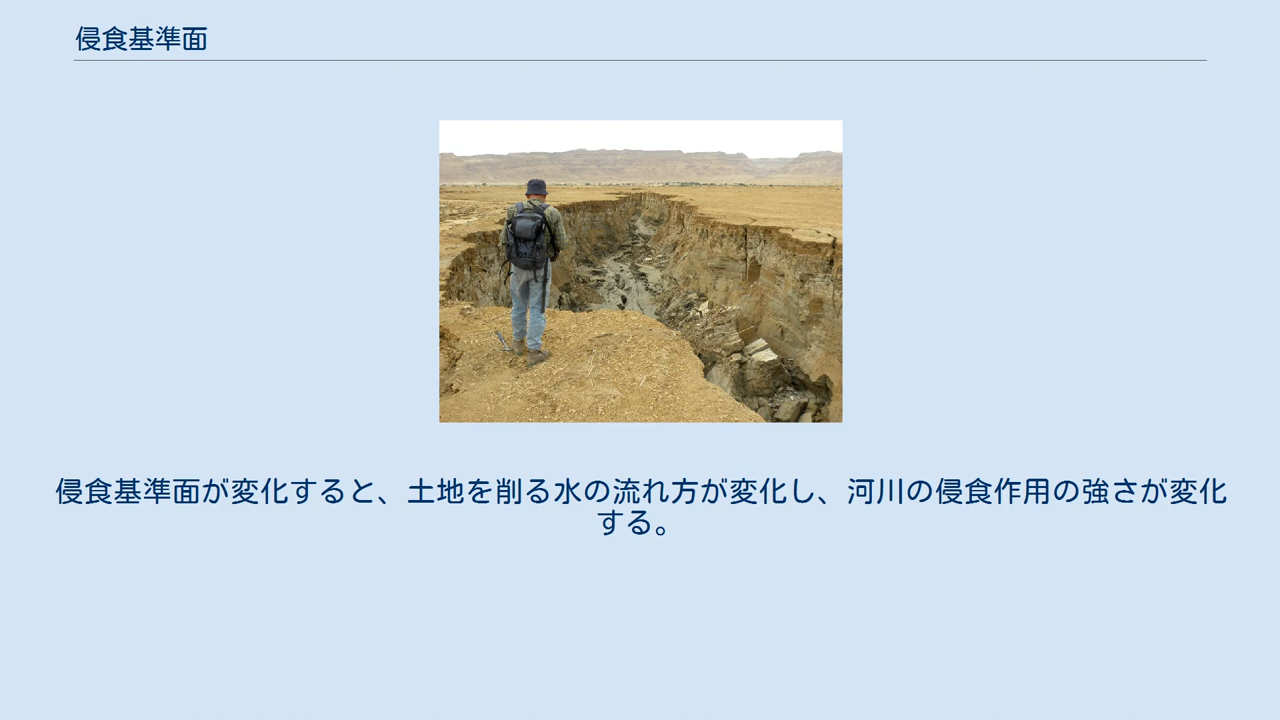 侵食基準面
侵食基準面が変化すると、土地を削る水の流れ方が変化し、河川の侵食作用の強さが変化
する。